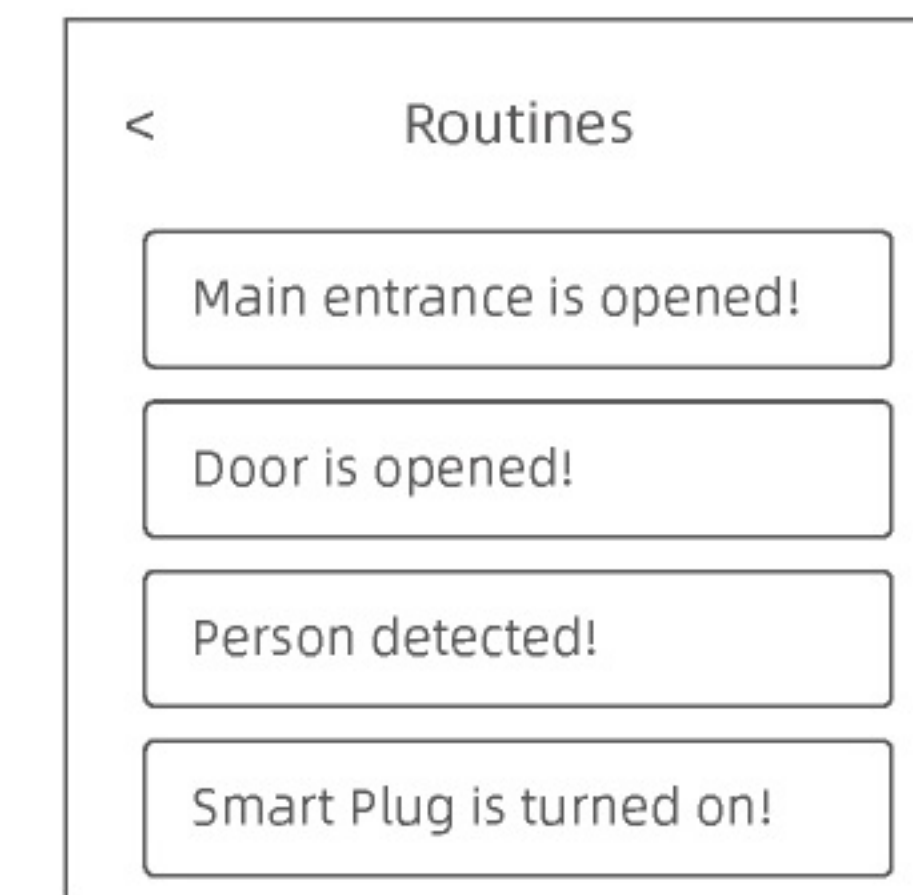 < Routines
Main entrance is opened!
Door is opened!
Person detected!
Smart Plug is turned on!